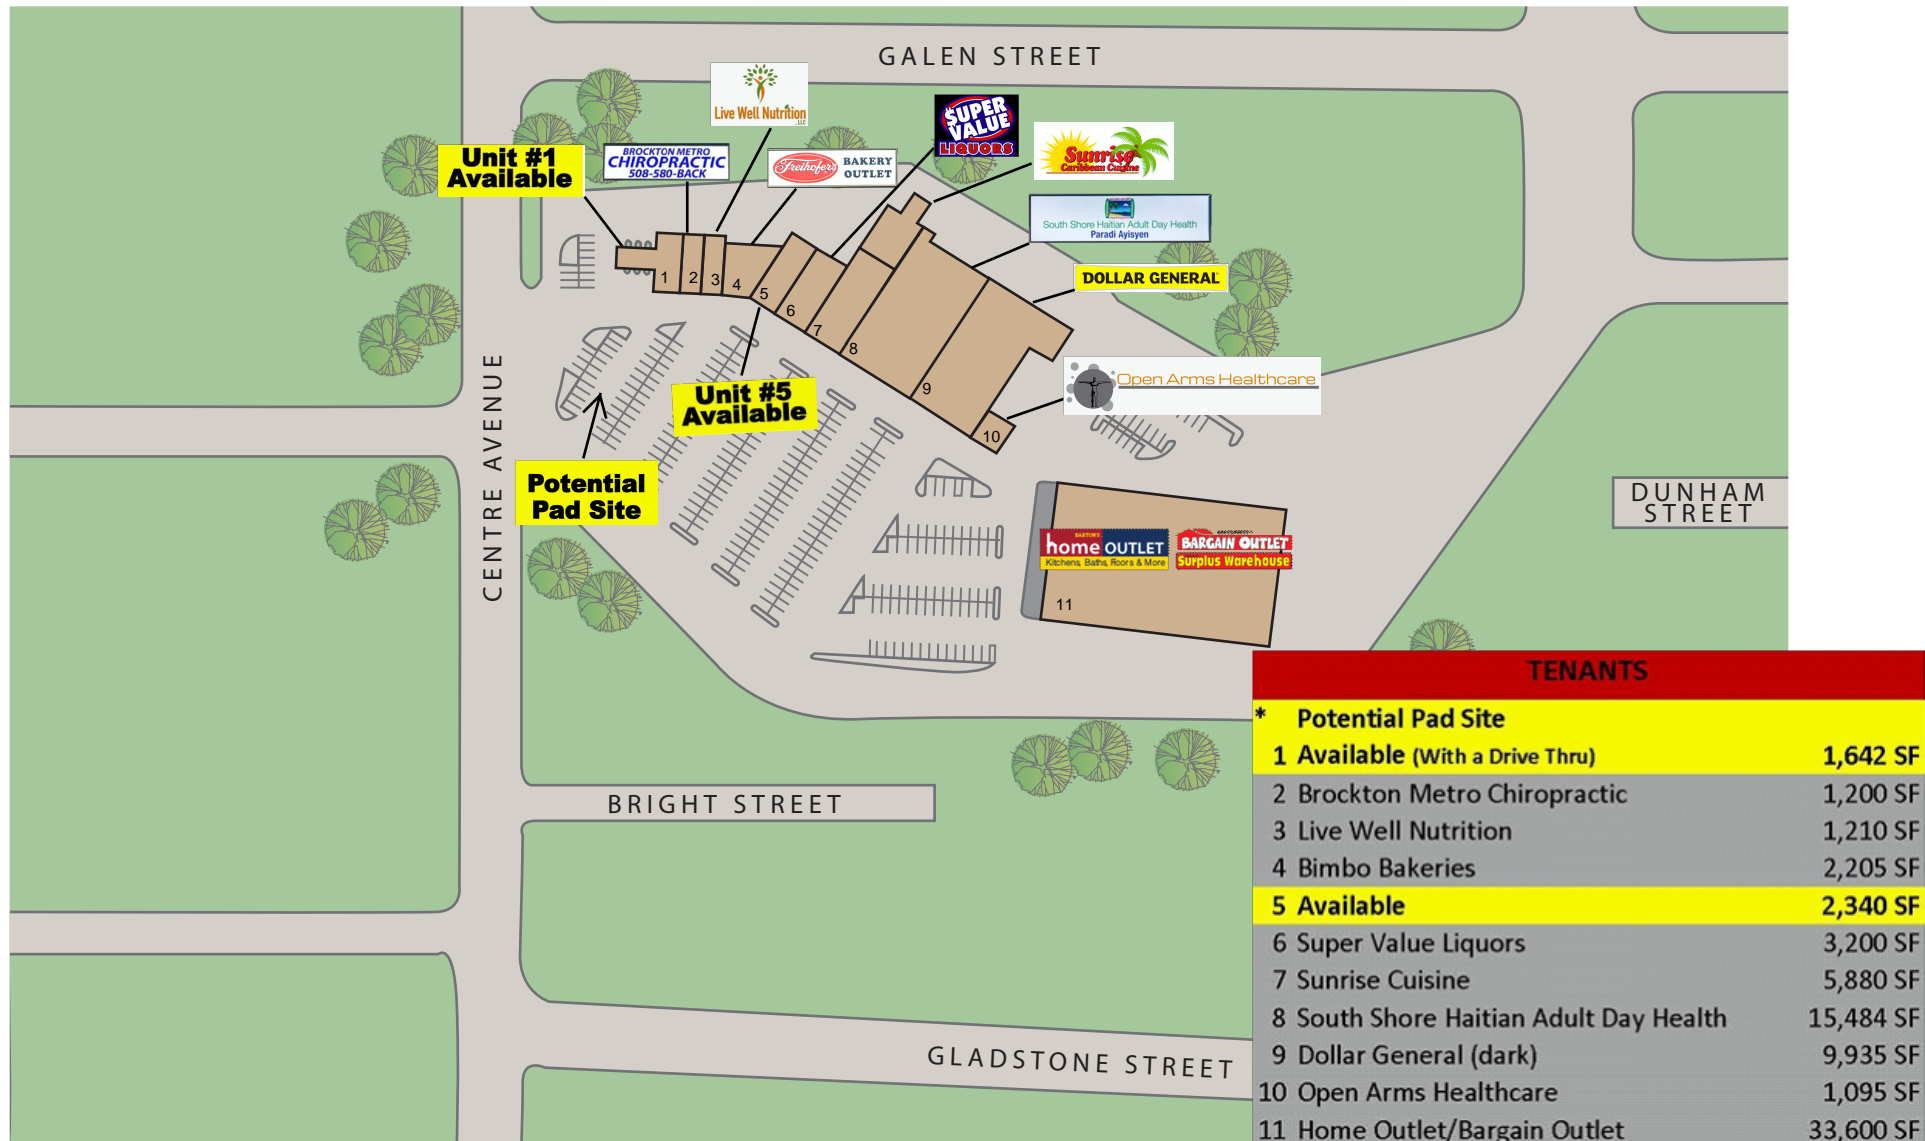 GALEN STREET
Live Well Nutrition
LLC
Unit #1
Available
BROCKTON METRO
CHIROPRACTIC
508-580-BACK
Freihofer's
BAKERY
OUTLET
SUPER
VALUE
LIQUORS
Sunrise
Caribbean Cuisine
South Shore Haitian Adult Day Health
Paradi Ayisyen
DOLLAR GENERAL
1
2
3
4
5
6
7
8
9
10
Open Arms Healthcare
Unit #5
Available
Potential
Pad Site
CENTRE AVENUE
DUNHAM
STREET
BARTON'S
home OUTLET
Kitchens, Baths, Floors & More
BARGAIN OUTLET
Surplus Warehouse
11
BRIGHT STREET
GLADSTONE STREET
TENANTS
* Potential Pad Site
1 Available (With a Drive Thru) 1,642 SF
2 Brockton Metro Chiropractic 1,200 SF
3 Live Well Nutrition 1,210 SF
4 Bimbo Bakeries 2,205 SF
5 Available 2,340 SF
6 Super Value Liquors 3,200 SF
7 Sunrise Cuisine 5,880 SF
8 South Shore Haitian Adult Day Health 15,484 SF
9 Dollar General (dark) 9,935 SF
10 Open Arms Healthcare 1,095 SF
11 Home Outlet/Bargain Outlet 33,600 SF